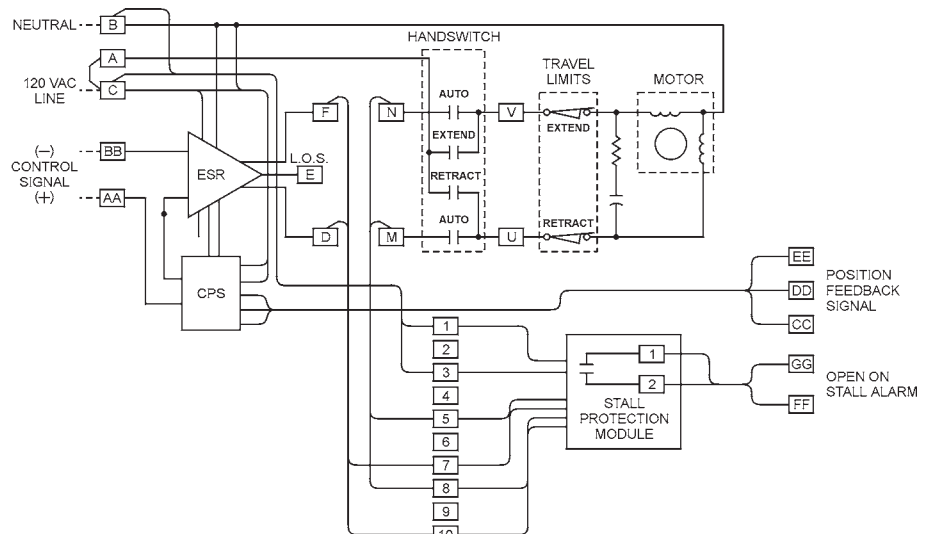 NEUTRAL
B
A
120 VAC
LINE
C
(−)
BB
CONTROL
SIGNAL
(+)
AA
ESR
L.O.S.
E
CPS
F
D
N
M
HANDSWITCH
AUTO
EXTEND
RETRACT
AUTO
V
U
TRAVEL
LIMITS
EXTEND
RETRACT
MOTOR
EE
DD
CC
POSITION
FEEDBACK
SIGNAL
1
2
3
4
5
6
7
8
9
10
1
2
STALL
PROTECTION
MODULE
GG
FF
OPEN ON
STALL ALARM